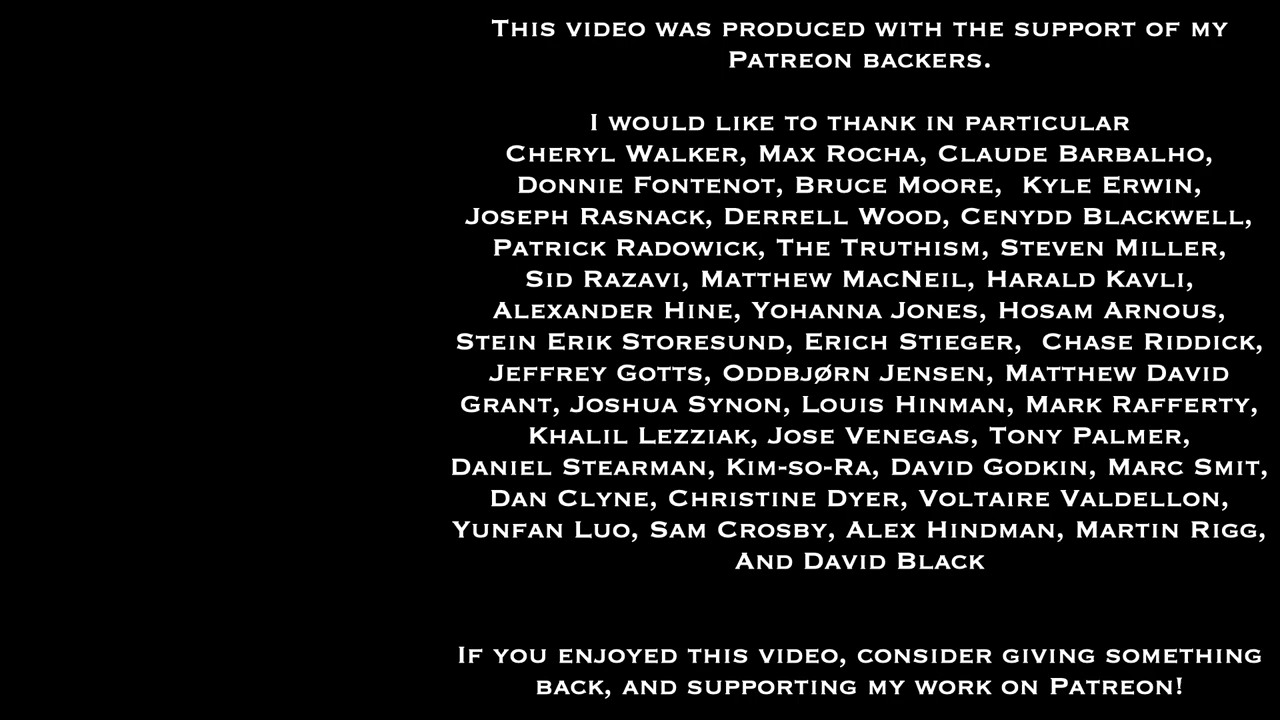 This video was produced with the support of my
Patreon backers.
I would like to thank in particular
Cheryl Walker, Max Rocha, Claude Barbalho,
Donnie Fontenot, Bruce Moore,  Kyle Erwin,
Joseph Rasnack, Derrell Wood, Cenydd Blackwell,
Patrick Radowick, The Truthism, Steven Miller,
Sid Razavi, Matthew MacNeil, Harald Kavli,
Alexander Hine, Yohanna Jones, Hosam Arnous,
Stein Erik Storesund, Erich Stieger,  Chase Riddick,
Jeffrey Gotts, Oddbjørn Jensen, Matthew David
Grant, Joshua Synon, Louis Hinman, Mark Rafferty,
Khalil Lezziak, Jose Venegas, Tony Palmer,
Daniel Stearman, Kim-so-Ra, David Godkin, Marc Smit,
Dan Clyne, Christine Dyer, Voltaire Valdellon,
Yunfan Luo, Sam Crosby, Alex Hindman, Martin Rigg,
And David Black
If you enjoyed this video, consider giving something
back, and supporting my work on Patreon!